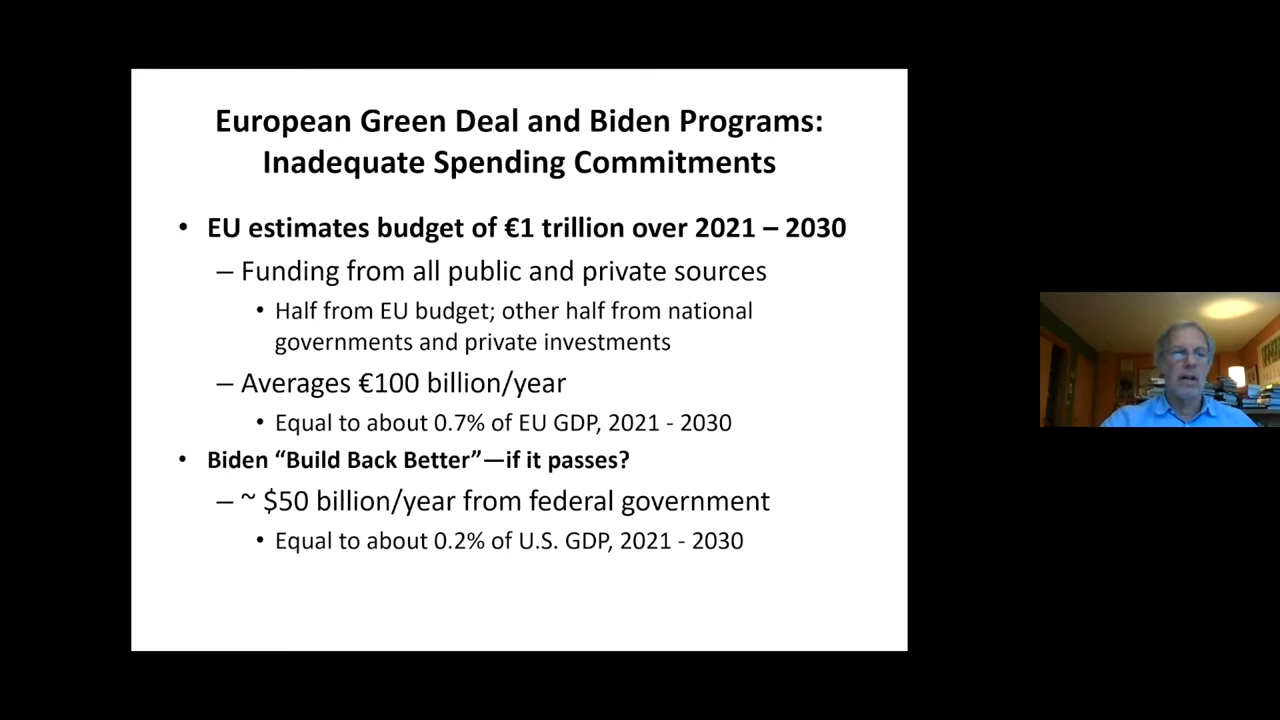 European Green Deal and Biden Programs:
Inadequate Spending Commitments
• EU estimates budget of €1 trillion over 2021 – 2030
– Funding from all public and private sources
• Half from EU budget; other half from national
governments and private investments
– Averages €100 billion/year
• Equal to about 0.7% of EU GDP, 2021 - 2030
• Biden “Build Back Better”—if it passes?
– ~ $50 billion/year from federal government
• Equal to about 0.2% of U.S. GDP, 2021 - 2030